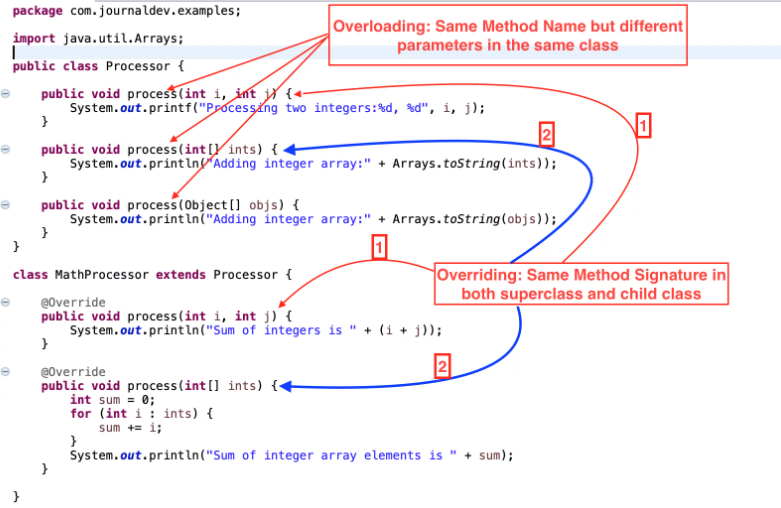 package com.journaldev.examples;
Overloading: Same Method Name but different
parameters in the same class
import java.util.Arrays;
public class Processor {
public void process(int i, int j) {
System.out.printf("Processing two integers:%d, %d", i, j);
}
1
2
public void process(int[] ints) {
System.out.println("Adding integer array:" + Arrays.toString(ints));
}
public void process(Object[] objs) {
System.out.println("Adding integer array:" + Arrays.toString(objs));
}
}
1
Overriding: Same Method Signature in
both superclass and child class
class MathProcessor extends Processor {
@Override
public void process(int i, int j) {
System.out.println("Sum of integers is " + (i + j));
}
2
@Override
public void process(int[] ints) {
int sum = 0;
for (int i : ints) {
sum += i;
}
System.out.println("Sum of integer array elements is " + sum);
}
}